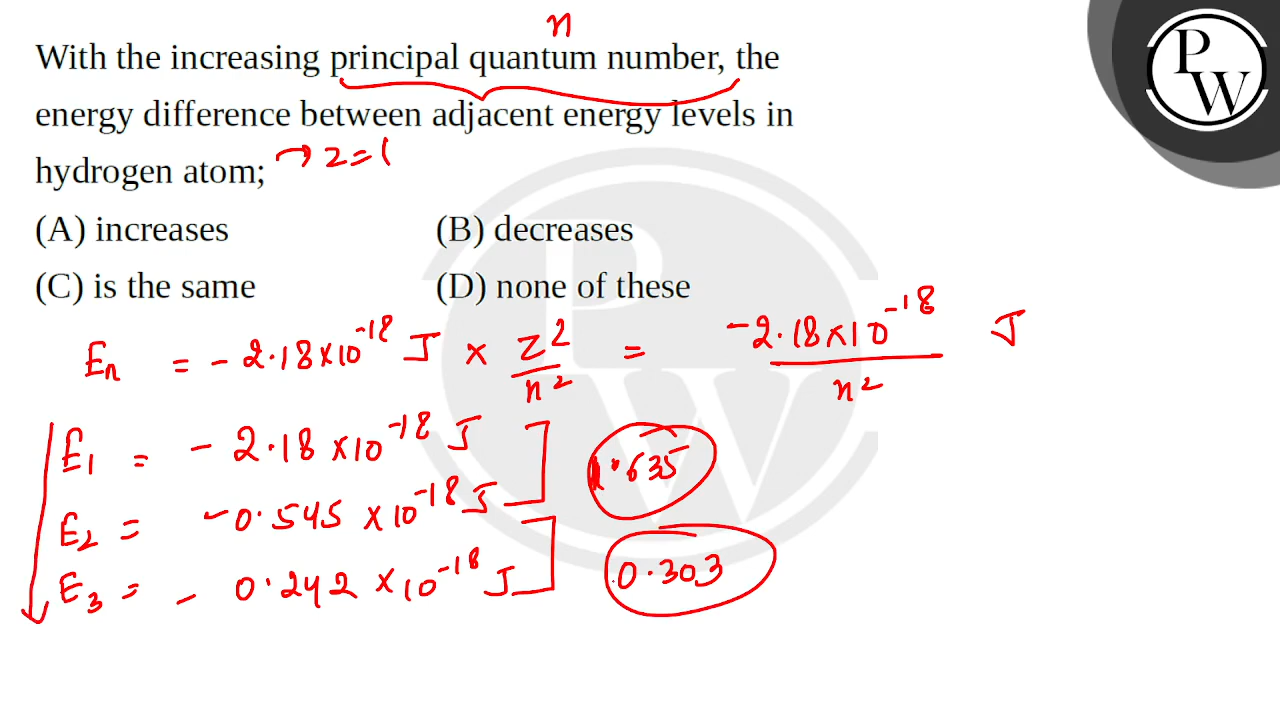 n
With the increasing principal quantum number, the
energy difference between adjacent energy levels in
hydrogen atom; → z=1
(A) increases (B) decreases
(C) is the same (D) none of these
Eₙ = -2.18×10⁻¹⁸ J × Z²/n² = -2.18×10⁻¹⁸/n² J
E₁ = -2.18×10⁻¹⁸ J 1.635
E₂ = -0.545×10⁻¹⁸ J
E₃ = -0.242×10⁻¹⁸ J 0.303
P
W
PW